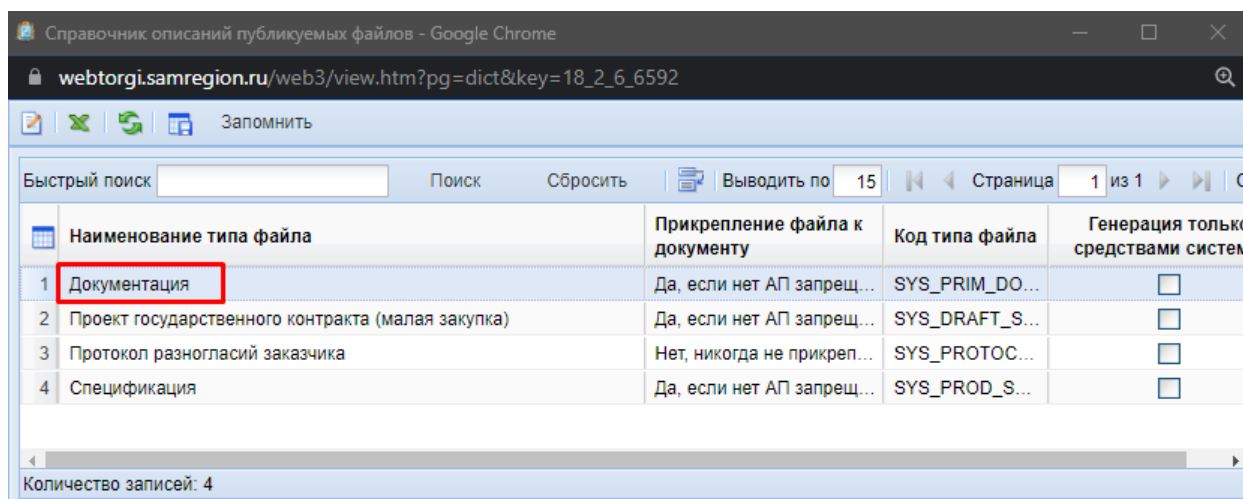 Справочник описаний публикуемых файлов - Google Chrome
webtorgi.samregion.ru/web3/view.htm?pg=dict&key=18_2_6_6592
Запомнить
Быстрый поиск Поиск Сбросить Выводить по 15 Страница 1 из 1
Наименование типа файла Прикрепление файла к документу Код типа файла Генерация только средствами систем
1 Документация Да, если нет АП запрещ... SYS_PRIM_DO...
2 Проект государственного контракта (малая закупка) Да, если нет АП запрещ... SYS_DRAFT_S...
3 Протокол разногласий заказчика Нет, никогда не прикреп... SYS_PROTOC...
4 Спецификация Да, если нет АП запрещ... SYS_PROD_S...
Количество записей: 4